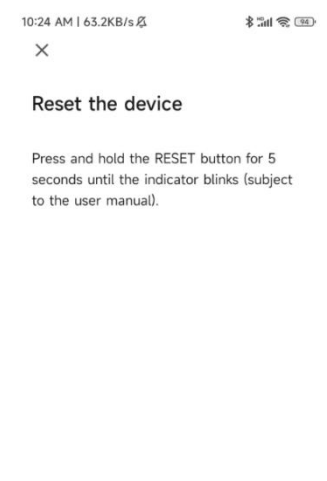 10:24 AM | 63.2KB/s
94
Reset the device
Press and hold the RESET button for 5
seconds until the indicator blinks (subject
to the user manual).